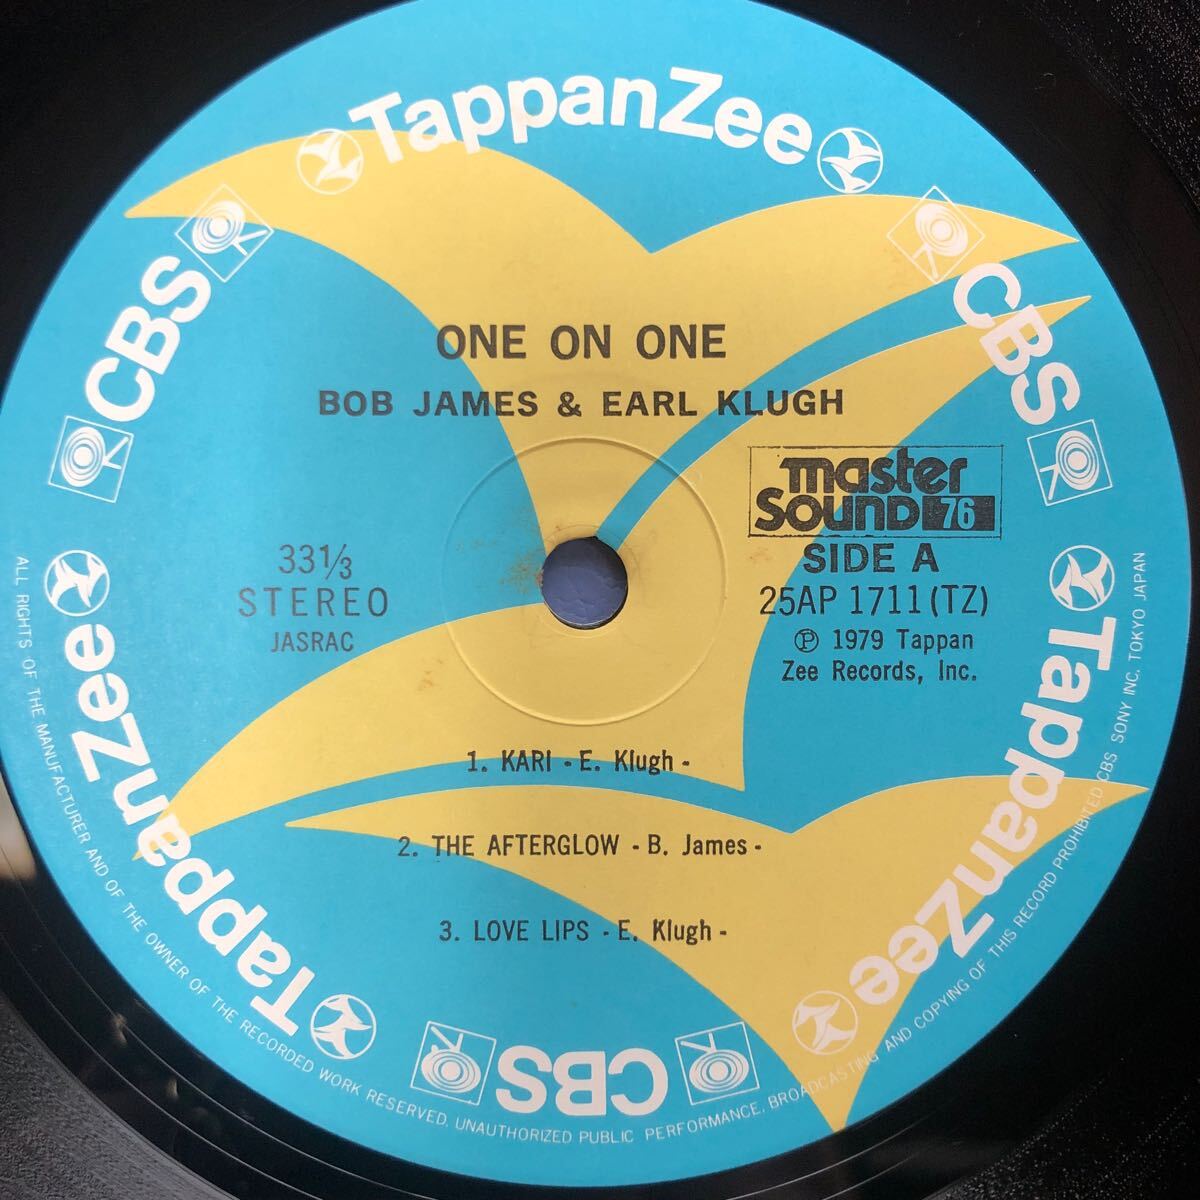 TappanZee
CBS
CBS
ONE ON ONE
BOB JAMES & EARL KLUGH
master
SOUND 76
SIDE A
33⅓
STEREO
JASRAC
25AP 1711 (TZ)
Ⓟ 1979 Tappan
Zee Records, Inc.
1. KARI - E. Klugh -
2. THE AFTERGLOW - B. James -
3. LOVE LIPS - E. Klugh -
TappanZee
TappanZee
CBS
ALL RIGHTS OF THE MANUFACTURER AND OF THE OWNER OF THE RECORDED WORK RESERVED. UNAUTHORIZED PUBLIC PERFORMANCE, BROADCASTING AND COPYING OF THIS RECORD PROHIBITED CBS SONY INC. TOKYO JAPAN